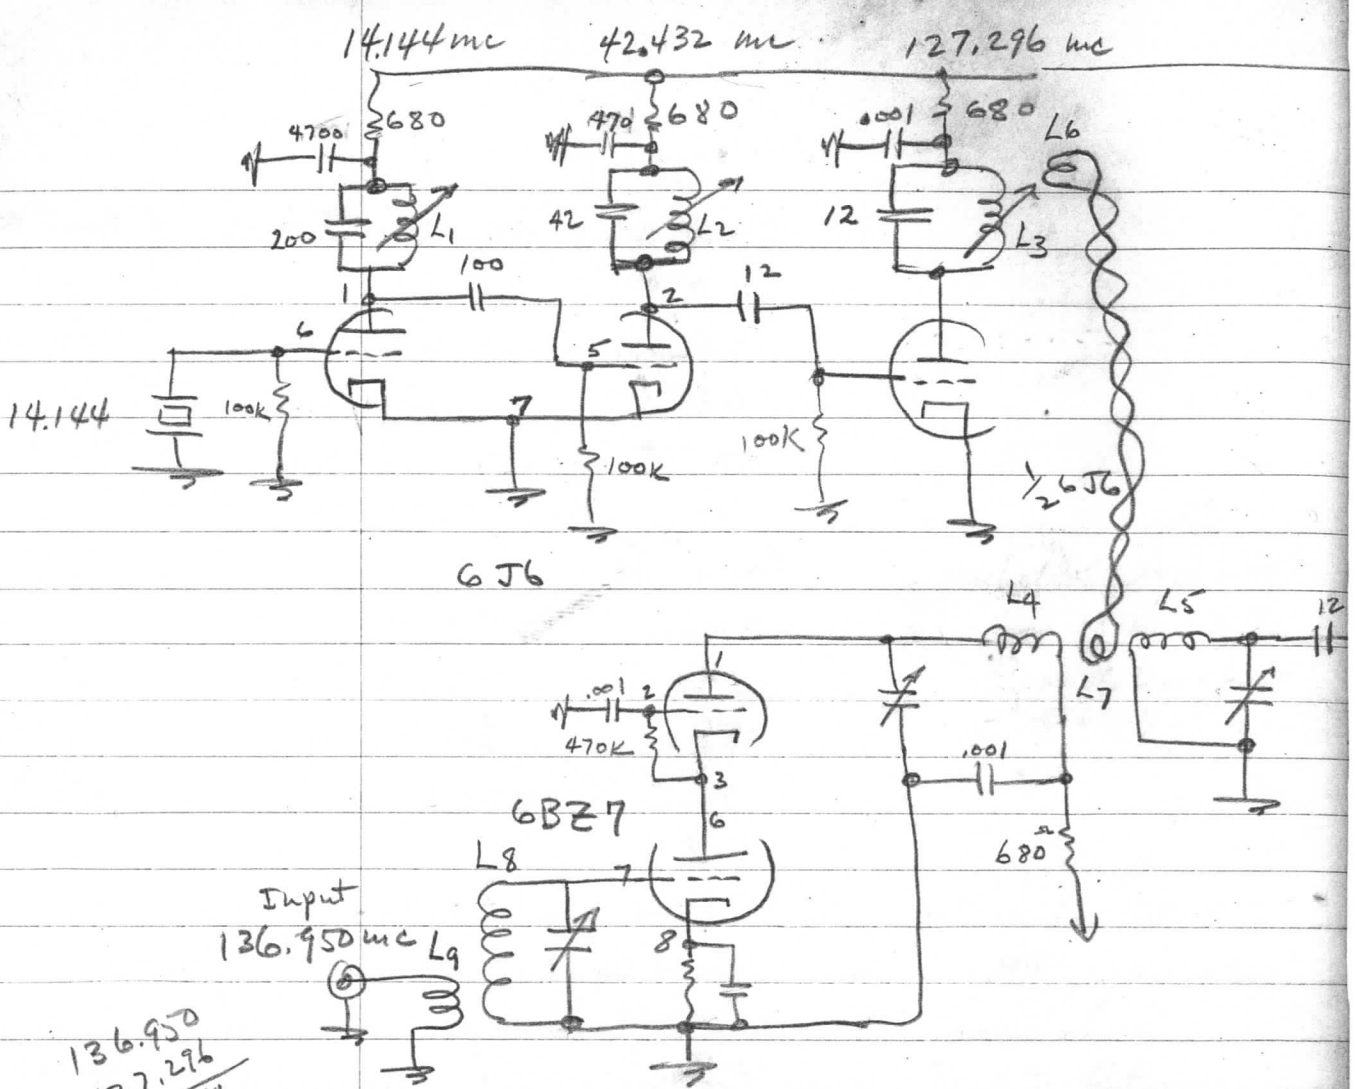 14.144 mc 42.432 mc 127.296 mc
680 680 680
4700 470 .001
L6
200 L1 42 L2 12 L3
100 12
1 2
6 5
14.144 100K 7
100K 100K
1/2 6J6
6J6
L4 L5 12
L7
1
.001 2
470K 3
.001
6BZ7 6
680 Ω
L8
7
Input
136.950 mc L9 8
136.950